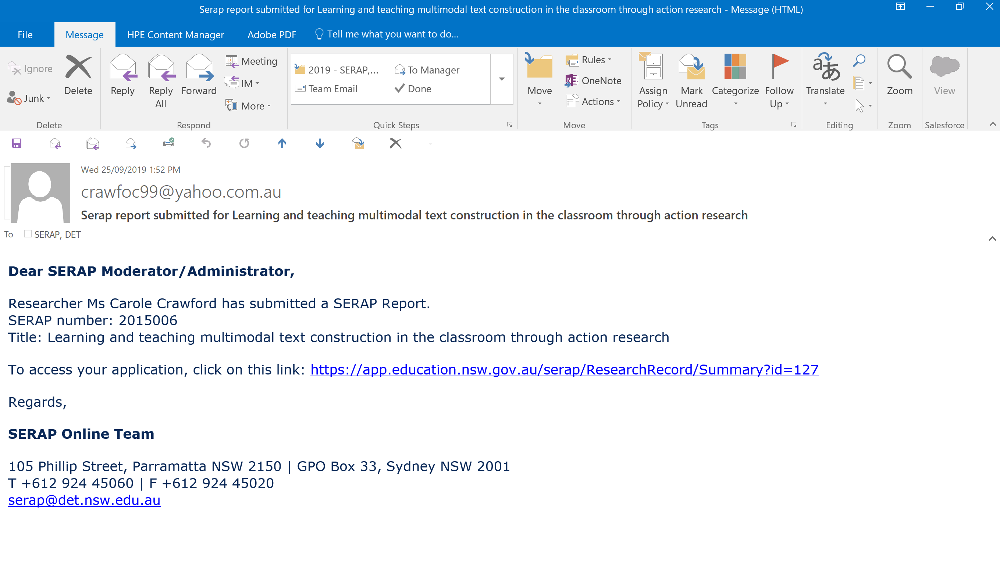 Serap report submitted for Learning and teaching multimodal text construction in the classroom through action research - Message (HTML)
File Message HPE Content Manager Adobe PDF Tell me what you want to do...
Ignore
Junk
Delete
Delete
Reply
Reply All
Forward
Meeting
IM
More
Respond
2019 - SERAP,...
To Manager
Team Email
Done
Quick Steps
Move
Rules
OneNote
Actions
Move
Assign Policy
Mark Unread
Categorize
Follow Up
Tags
Translate
Editing
Zoom
Zoom
View
Salesforce
Wed 25/09/2019 1:52 PM
crawfoc99@yahoo.com.au
Serap report submitted for Learning and teaching multimodal text construction in the classroom through action research
To SERAP, DET
Dear SERAP Moderator/Administrator,
Researcher Ms Carole Crawford has submitted a SERAP Report.
SERAP number: 2015006
Title: Learning and teaching multimodal text construction in the classroom through action research
To access your application, click on this link: https://app.education.nsw.gov.au/serap/ResearchRecord/Summary?id=127
Regards,
SERAP Online Team
105 Phillip Street, Parramatta NSW 2150 | GPO Box 33, Sydney NSW 2001
T +612 924 45060 | F +612 924 45020
serap@det.nsw.edu.au